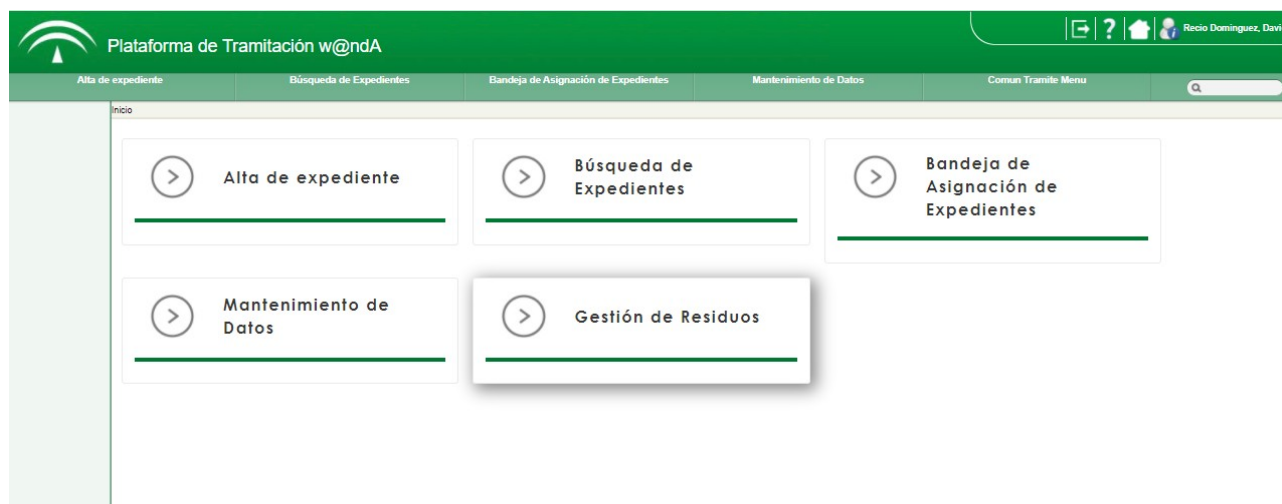 Plataforma de Tramitación w@ndA
? Recio Dominguez, Davi
Alta de expediente Búsqueda de Expedientes Bandeja de Asignación de Expedientes Mantenimiento de Datos Comun Tramite Menu
Inicio
Alta de expediente
Búsqueda de
Expedientes
Bandeja de
Asignación de
Expedientes
Mantenimiento de
Datos
Gestión de Residuos